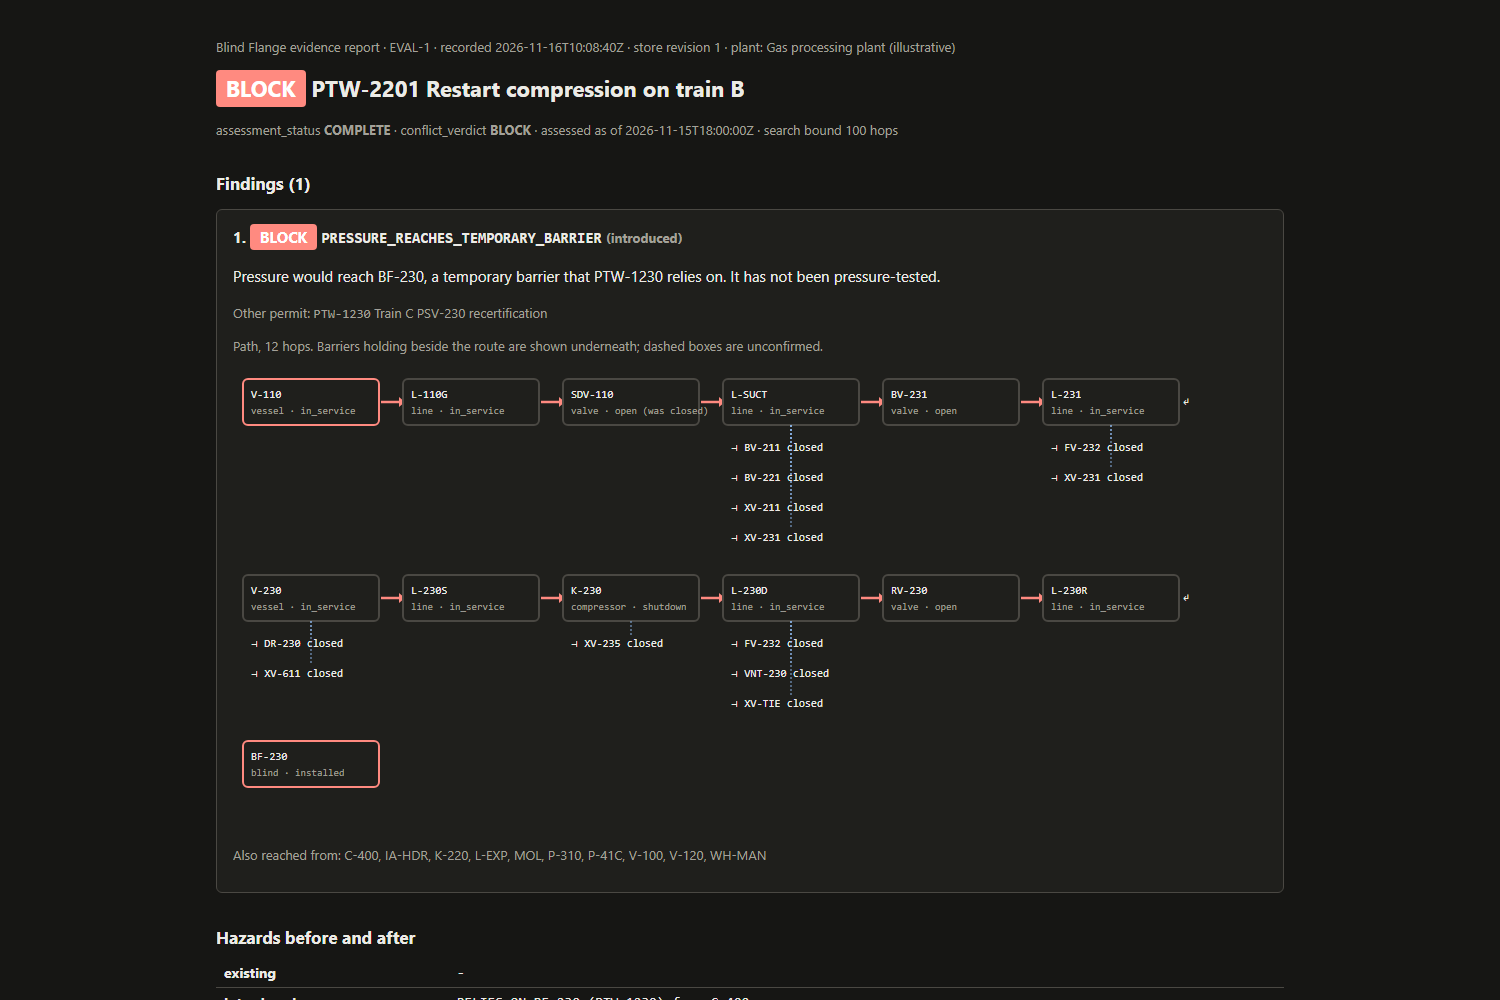 Blind Flange evidence report · EVAL-1 · recorded 2026-11-16T10:08:40Z · store revision 1 · plant: Gas processing plant (illustrative)
BLOCK PTW-2201 Restart compression on train B
assessment_status COMPLETE · conflict_verdict BLOCK · assessed as of 2026-11-15T18:00:00Z · search bound 100 hops
Findings (1)
1. BLOCK PRESSURE_REACHES_TEMPORARY_BARRIER (introduced)
Pressure would reach BF-230, a temporary barrier that PTW-1230 relies on. It has not been pressure-tested.
Other permit: PTW-1230 Train C PSV-230 recertification
Path, 12 hops. Barriers holding beside the route are shown underneath; dashed boxes are unconfirmed.
V-110 L-110G SDV-110 L-SUCT BV-231 L-231
vessel · in_service line · in_service valve · open (was closed) line · in_service valve · open line · in_service ↲
⊣ BV-211 closed ⊣ FV-232 closed
⊣ BV-221 closed ⊣ XV-231 closed
⊣ XV-211 closed
⊣ XV-231 closed
V-230 L-230S K-230 L-230D RV-230 L-230R
vessel · in_service line · in_service compressor · shutdown line · in_service valve · open line · in_service ↲
⊣ DR-230 closed ⊣ XV-235 closed ⊣ FV-232 closed
⊣ XV-611 closed ⊣ VNT-230 closed
⊣ XV-TIE closed
BF-230
blind · installed
Also reached from: C-400, IA-HDR, K-220, L-EXP, MOL, P-310, P-41C, V-100, V-120, WH-MAN
Hazards before and after
existing -